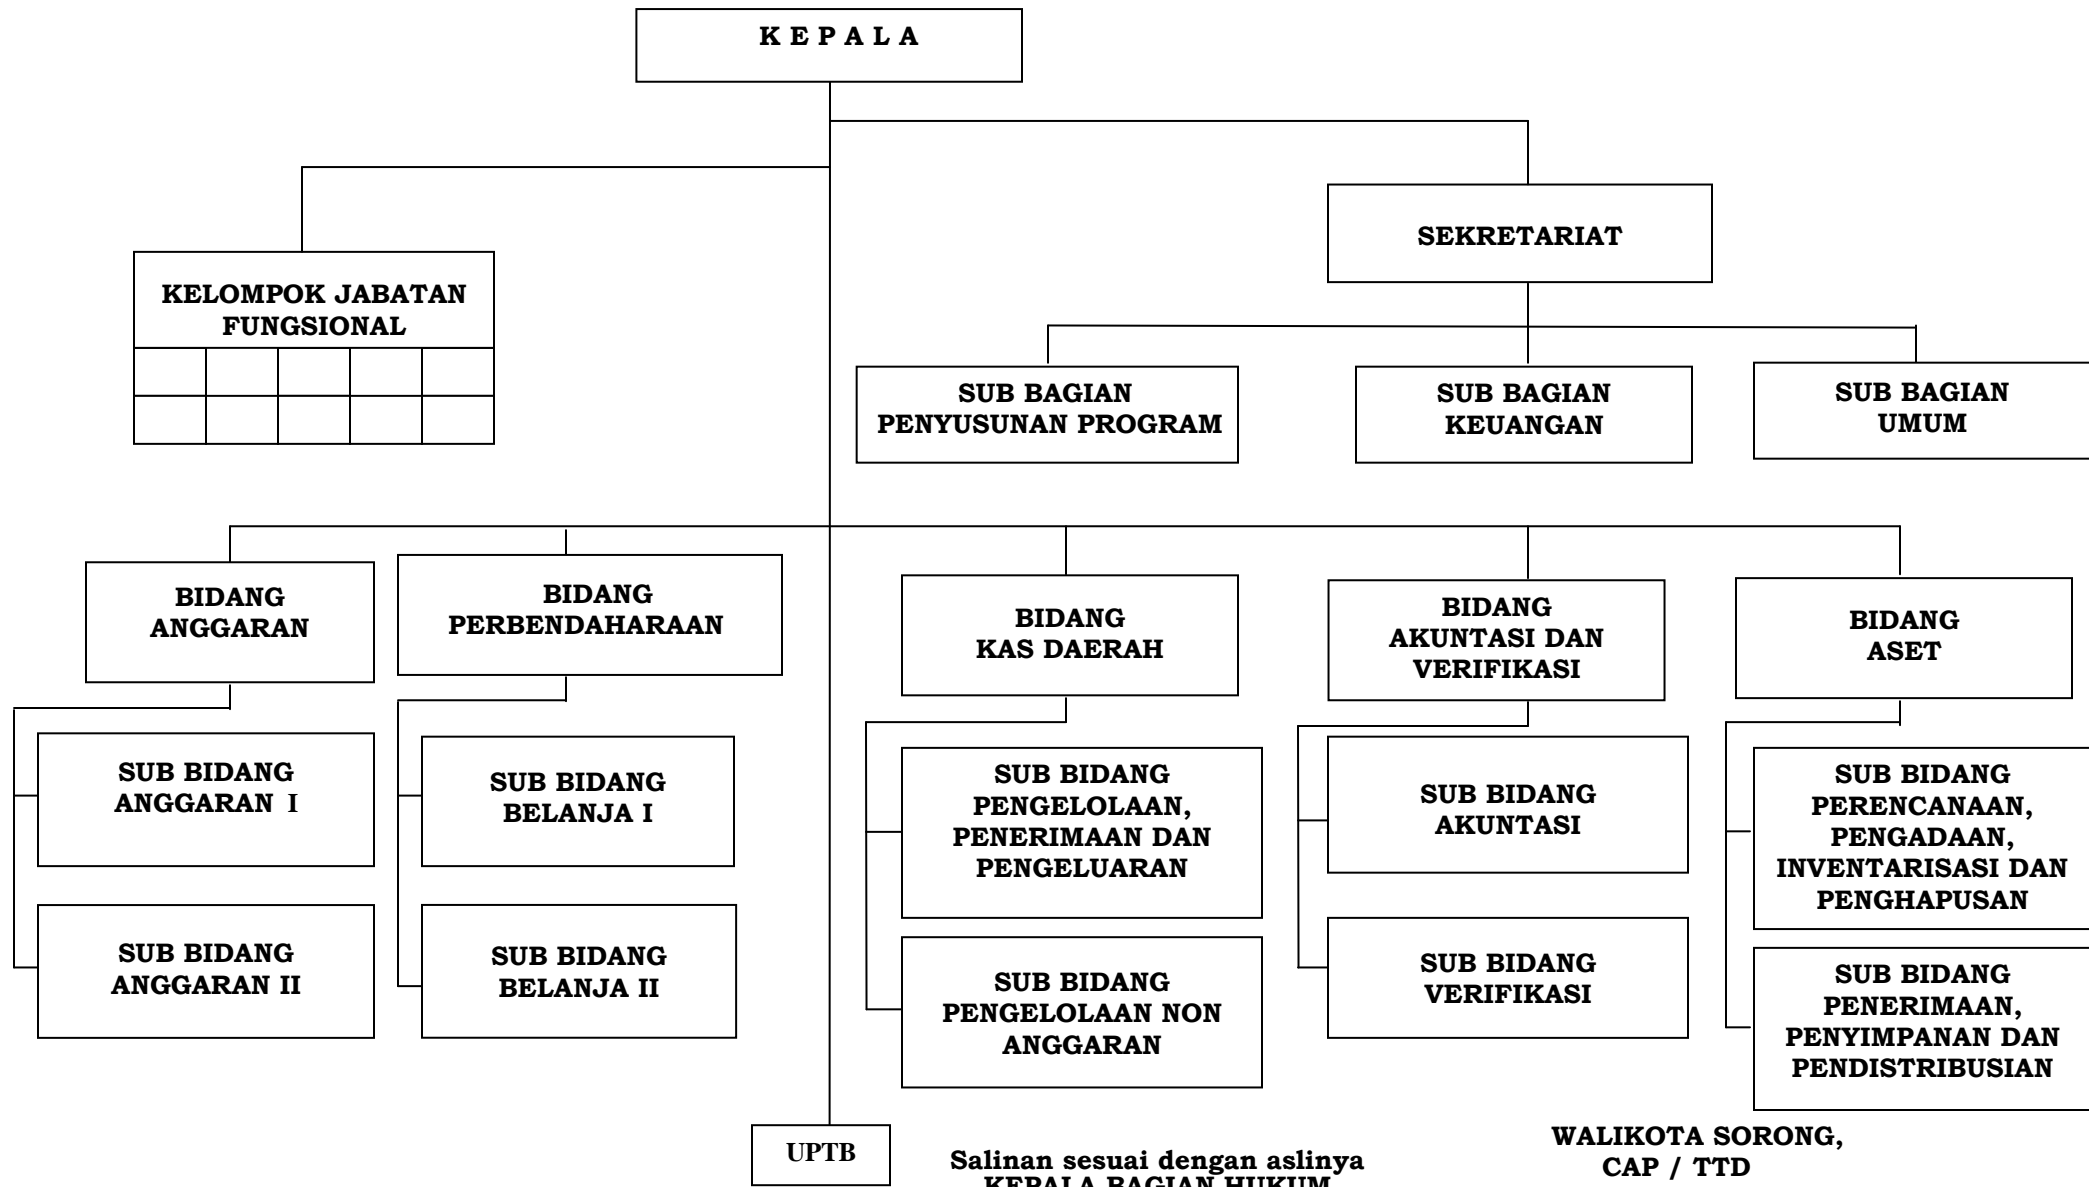 K E P A L A
SEKRETARIAT
KELOMPOK JABATAN
FUNGSIONAL
SUB BAGIAN
PENYUSUNAN PROGRAM
SUB BAGIAN
KEUANGAN
SUB BAGIAN
UMUM
BIDANG
ANGGARAN
BIDANG
PERBENDAHARAAN
BIDANG
KAS DAERAH
BIDANG
AKUNTASI DAN
VERIFIKASI
BIDANG
ASET
SUB BIDANG
ANGGARAN I
SUB BIDANG
BELANJA I
SUB BIDANG
PENGELOLAAN,
PENERIMAAN DAN
PENGELUARAN
SUB BIDANG
AKUNTASI
SUB BIDANG
PERENCANAAN,
PENGADAAN,
INVENTARISASI DAN
PENGHAPUSAN
SUB BIDANG
ANGGARAN II
SUB BIDANG
BELANJA II
SUB BIDANG
PENGELOLAAN NON
ANGGARAN
SUB BIDANG
VERIFIKASI
SUB BIDANG
PENERIMAAN,
PENYIMPANAN DAN
PENDISTRIBUSIAN
UPTB
Salinan sesuai dengan aslinya
KEPALA BAGIAN HUKUM
WALIKOTA SORONG,
CAP / TTD